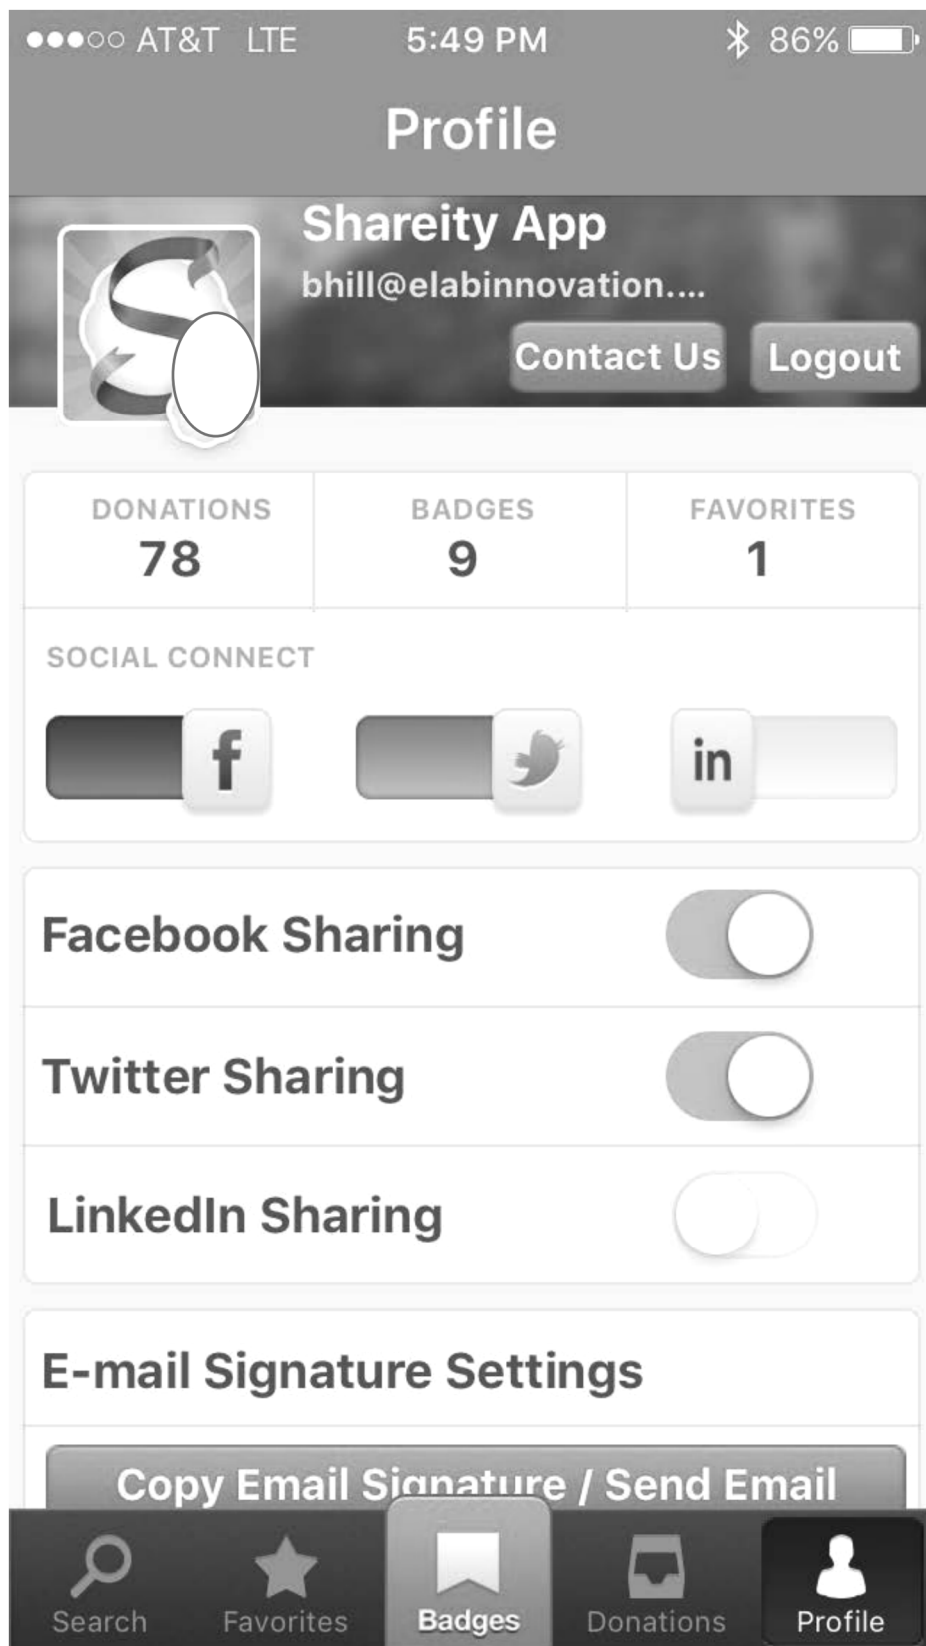 AT&T LTE 5:49 PM 86%
Profile
Shareity App
bhill@elabinnovation....
Contact Us Logout
DONATIONS BADGES FAVORITES
78 9 1
SOCIAL CONNECT
f in
Facebook Sharing
Twitter Sharing
LinkedIn Sharing
E-mail Signature Settings
Copy Email Signature / Send Email
Search Favorites Badges Donations Profile